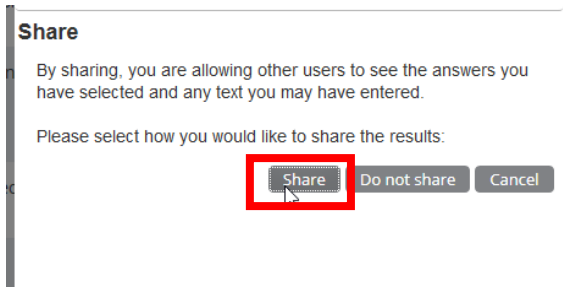 Share
By sharing, you are allowing other users to see the answers you
have selected and any text you may have entered.
Please select how you would like to share the results:
Share Do not share Cancel